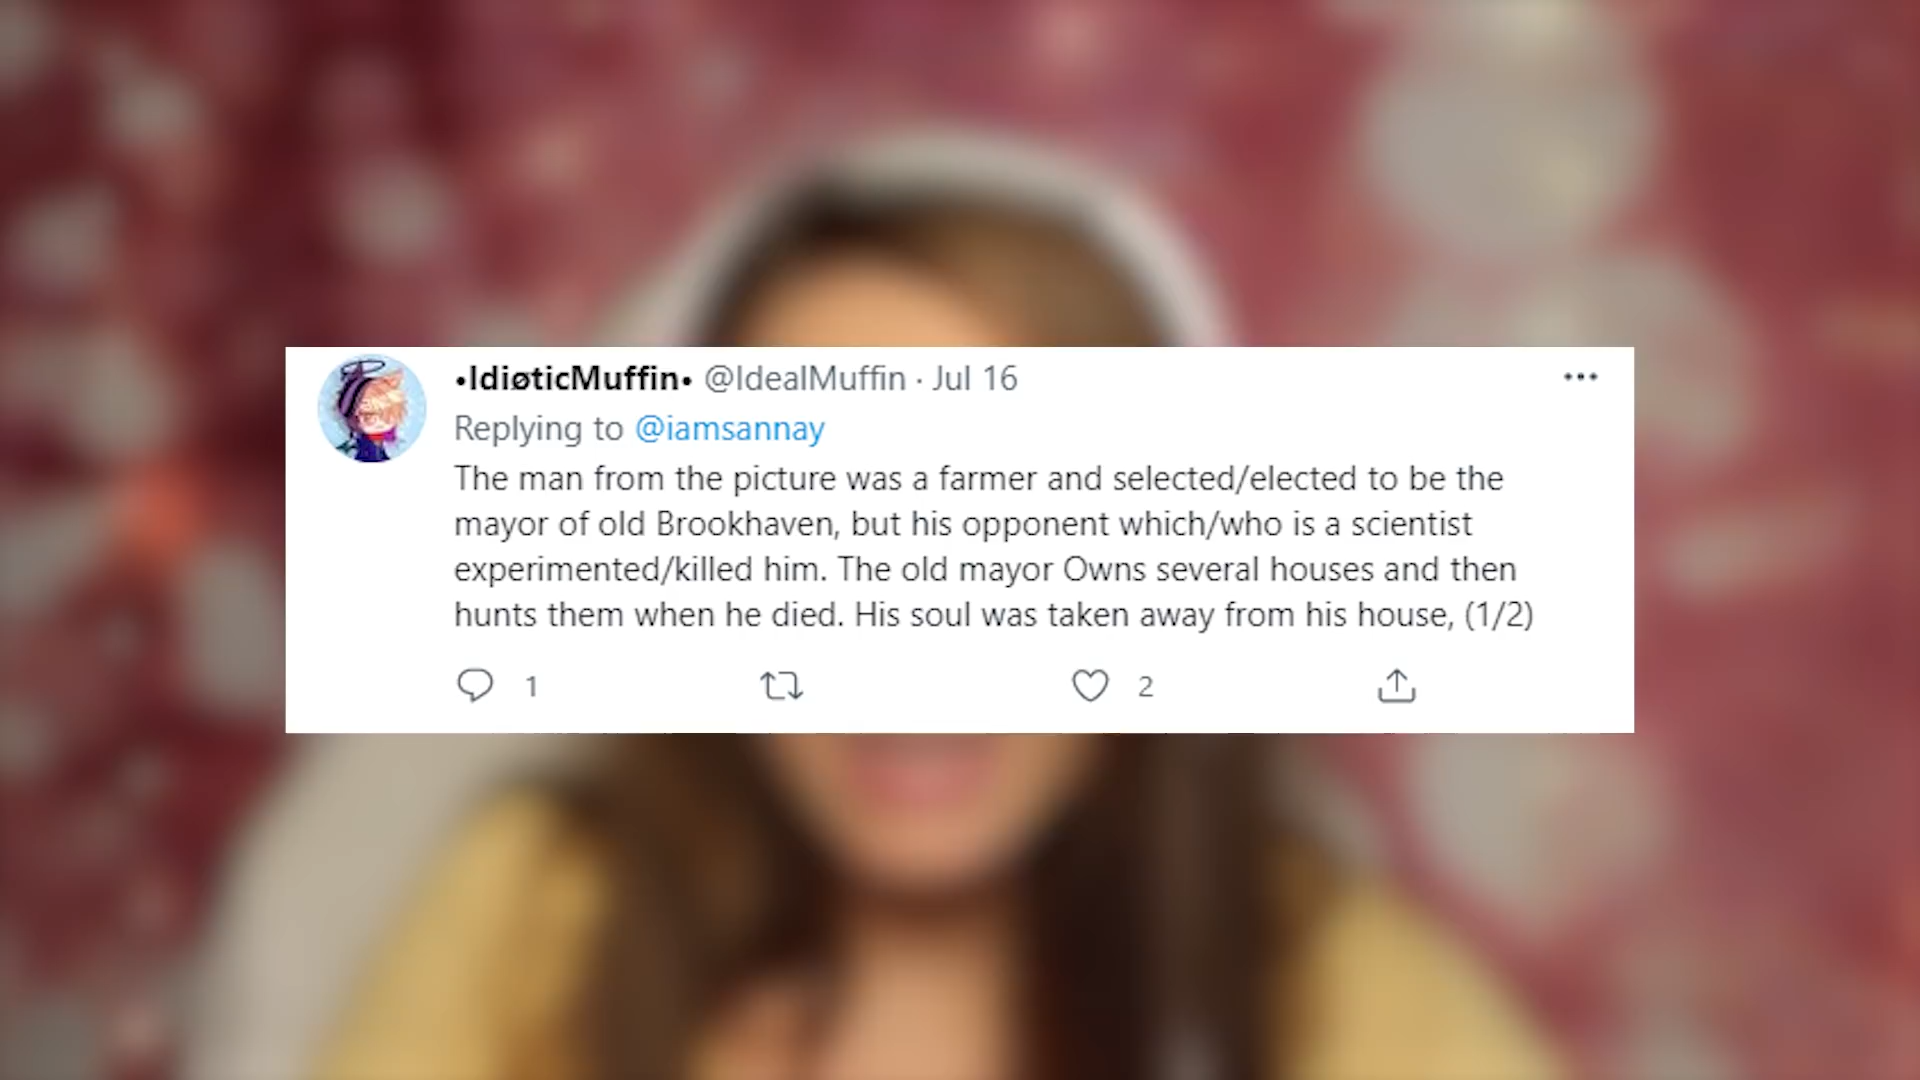 •IdiøticMuffin• @IdealMuffin · Jul 16
Replying to @iamsannay
The man from the picture was a farmer and selected/elected to be the
mayor of old Brookhaven, but his opponent which/who is a scientist
experimented/killed him. The old mayor Owns several houses and then
hunts them when he died. His soul was taken away from his house, (1/2)
1 2